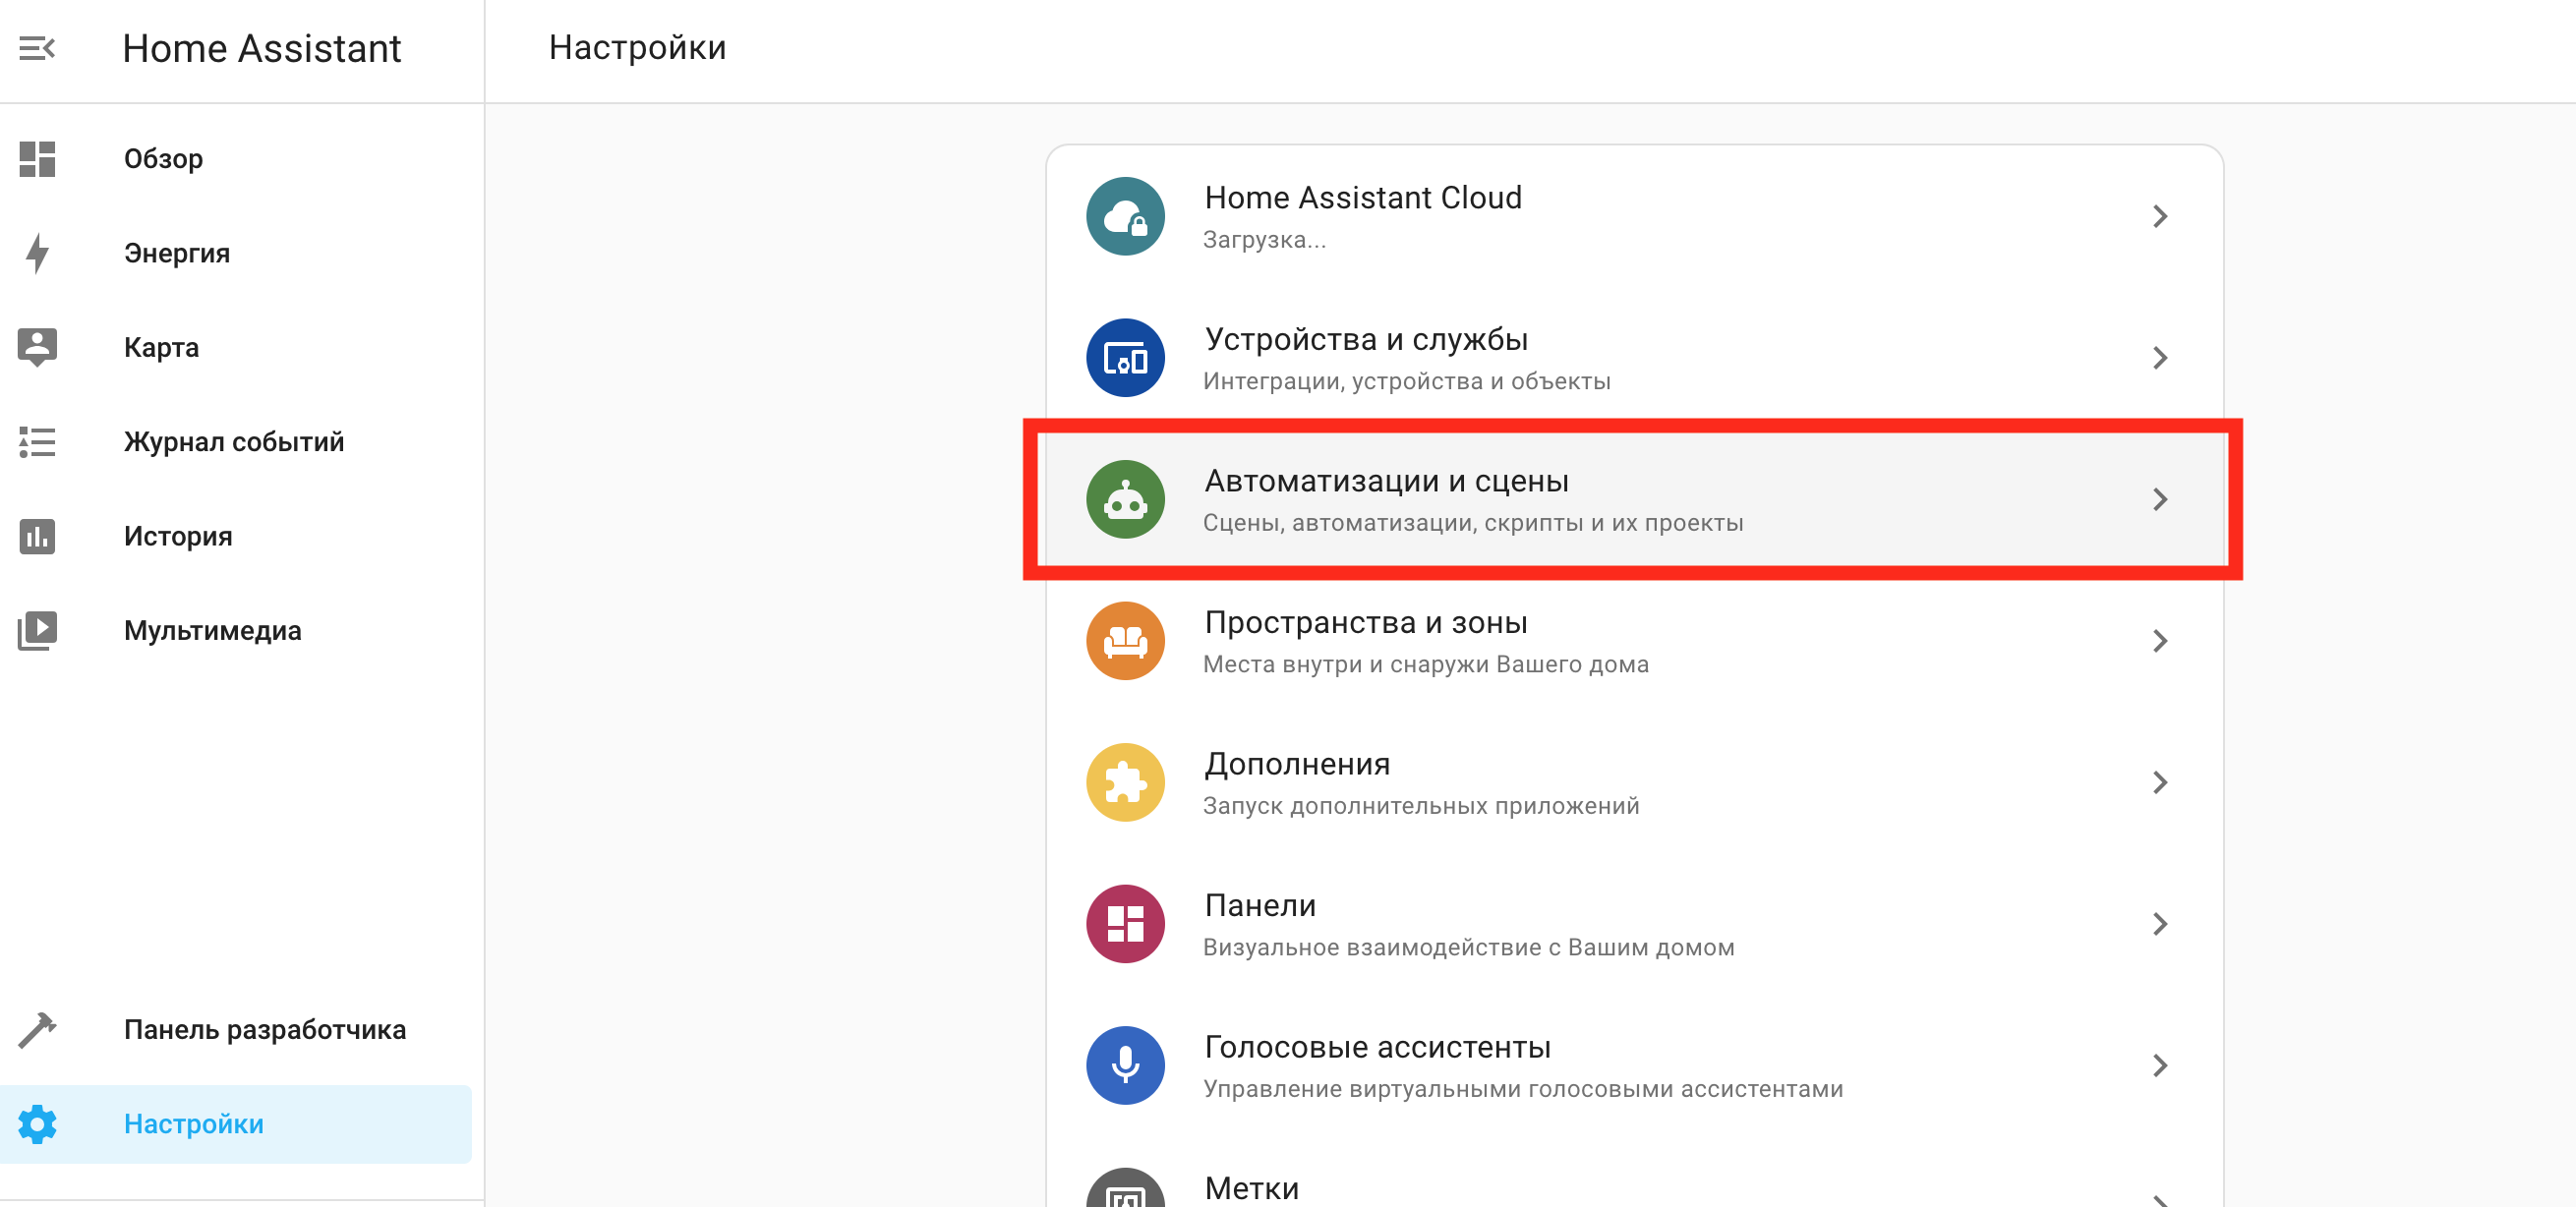 Home Assistant
Настройки
Обзор
Энергия
Карта
Журнал событий
История
Мультимедиа
Панель разработчика
Настройки
Home Assistant Cloud
Загрузка...
Устройства и службы
Интеграции, устройства и объекты
Автоматизации и сцены
Сцены, автоматизации, скрипты и их проекты
Пространства и зоны
Места внутри и снаружи Вашего дома
Дополнения
Запуск дополнительных приложений
Панели
Визуальное взаимодействие с Вашим домом
Голосовые ассистенты
Управление виртуальными голосовыми ассистентами
Метки